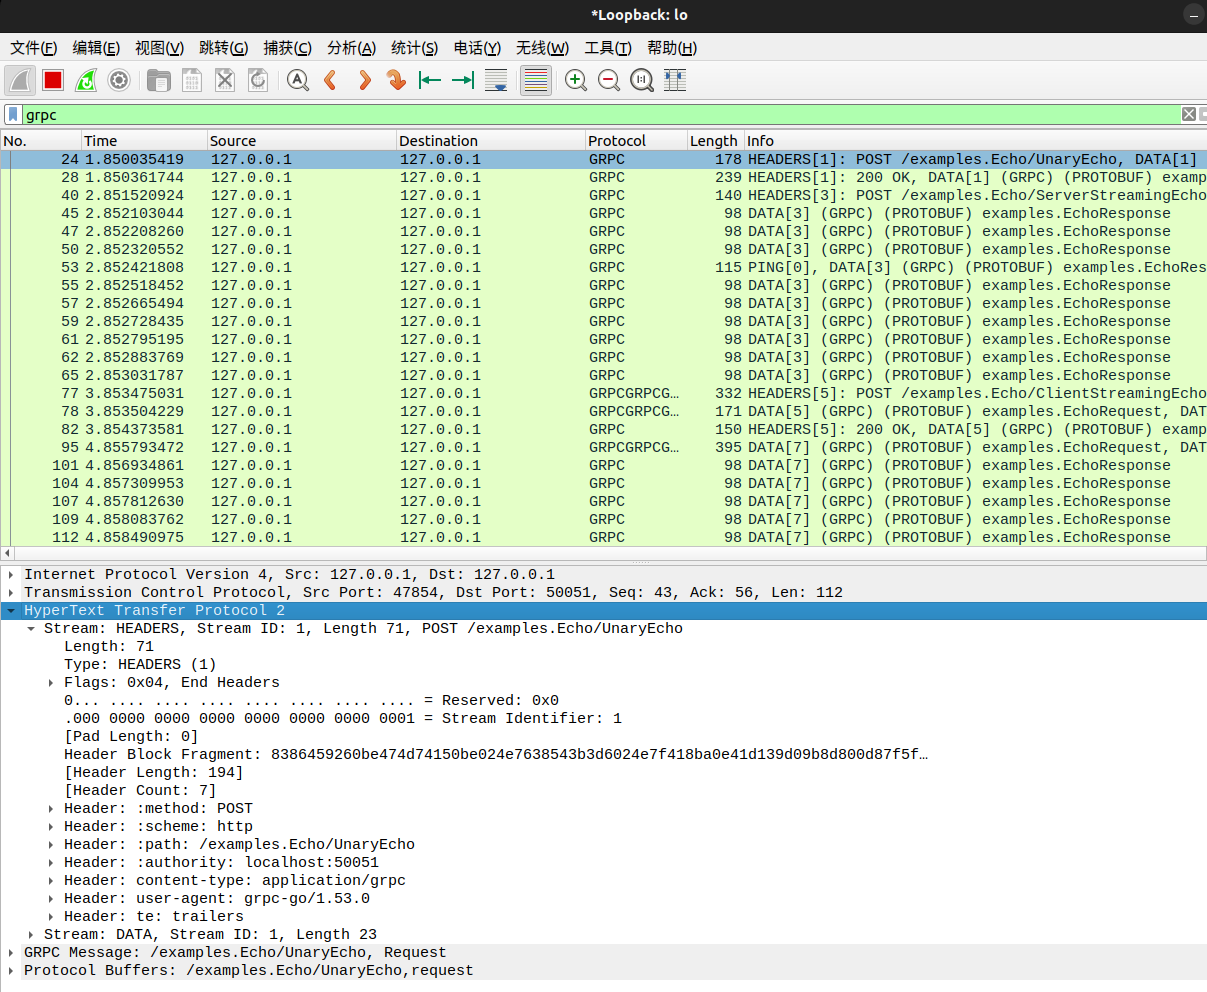 *Loopback: lo
文件(F) 编辑(E) 视图(V) 跳转(G) 捕获(C) 分析(A) 统计(S) 电话(Y) 无线(W) 工具(T) 帮助(H)
grpc
No. Time Source Destination Protocol Length Info
24 1.850035419 127.0.0.1 127.0.0.1 GRPC 178 HEADERS[1]: POST /examples.Echo/UnaryEcho, DATA[1]
28 1.850361744 127.0.0.1 127.0.0.1 GRPC 239 HEADERS[1]: 200 OK, DATA[1] (GRPC) (PROTOBUF) examp
40 2.851520924 127.0.0.1 127.0.0.1 GRPC 140 HEADERS[3]: POST /examples.Echo/ServerStreamingEcho
45 2.852103044 127.0.0.1 127.0.0.1 GRPC 98 DATA[3] (GRPC) (PROTOBUF) examples.EchoResponse
47 2.852208260 127.0.0.1 127.0.0.1 GRPC 98 DATA[3] (GRPC) (PROTOBUF) examples.EchoResponse
50 2.852320552 127.0.0.1 127.0.0.1 GRPC 98 DATA[3] (GRPC) (PROTOBUF) examples.EchoResponse
53 2.852421808 127.0.0.1 127.0.0.1 GRPC 115 PING[0], DATA[3] (GRPC) (PROTOBUF) examples.EchoRes
55 2.852518452 127.0.0.1 127.0.0.1 GRPC 98 DATA[3] (GRPC) (PROTOBUF) examples.EchoResponse
57 2.852665494 127.0.0.1 127.0.0.1 GRPC 98 DATA[3] (GRPC) (PROTOBUF) examples.EchoResponse
59 2.852728435 127.0.0.1 127.0.0.1 GRPC 98 DATA[3] (GRPC) (PROTOBUF) examples.EchoResponse
61 2.852795195 127.0.0.1 127.0.0.1 GRPC 98 DATA[3] (GRPC) (PROTOBUF) examples.EchoResponse
62 2.852883769 127.0.0.1 127.0.0.1 GRPC 98 DATA[3] (GRPC) (PROTOBUF) examples.EchoResponse
65 2.853031787 127.0.0.1 127.0.0.1 GRPC 98 DATA[3] (GRPC) (PROTOBUF) examples.EchoResponse
77 3.853475031 127.0.0.1 127.0.0.1 GRPCGRPCG… 332 HEADERS[5]: POST /examples.Echo/ClientStreamingEcho
78 3.853504229 127.0.0.1 127.0.0.1 GRPCGRPCG… 171 DATA[5] (GRPC) (PROTOBUF) examples.EchoRequest, DAT
82 3.854373581 127.0.0.1 127.0.0.1 GRPC 150 HEADERS[5]: 200 OK, DATA[5] (GRPC) (PROTOBUF) examp
95 4.855793472 127.0.0.1 127.0.0.1 GRPCGRPCG… 395 DATA[7] (GRPC) (PROTOBUF) examples.EchoRequest, DAT
101 4.856934861 127.0.0.1 127.0.0.1 GRPC 98 DATA[7] (GRPC) (PROTOBUF) examples.EchoResponse
104 4.857309953 127.0.0.1 127.0.0.1 GRPC 98 DATA[7] (GRPC) (PROTOBUF) examples.EchoResponse
107 4.857812630 127.0.0.1 127.0.0.1 GRPC 98 DATA[7] (GRPC) (PROTOBUF) examples.EchoResponse
109 4.858083762 127.0.0.1 127.0.0.1 GRPC 98 DATA[7] (GRPC) (PROTOBUF) examples.EchoResponse
112 4.858490975 127.0.0.1 127.0.0.1 GRPC 98 DATA[7] (GRPC) (PROTOBUF) examples.EchoResponse
Internet Protocol Version 4, Src: 127.0.0.1, Dst: 127.0.0.1
Transmission Control Protocol, Src Port: 47854, Dst Port: 50051, Seq: 43, Ack: 56, Len: 112
HyperText Transfer Protocol 2
Stream: HEADERS, Stream ID: 1, Length 71, POST /examples.Echo/UnaryEcho
Length: 71
Type: HEADERS (1)
Flags: 0x04, End Headers
0... .... .... .... .... .... .... .... = Reserved: 0x0
.000 0000 0000 0000 0000 0000 0000 0001 = Stream Identifier: 1
[Pad Length: 0]
Header Block Fragment: 8386459260be474d74150be024e7638543b3d6024e7f418ba0e41d139d09b8d800d87f5f…
[Header Length: 194]
[Header Count: 7]
Header: :method: POST
Header: :scheme: http
Header: :path: /examples.Echo/UnaryEcho
Header: :authority: localhost:50051
Header: content-type: application/grpc
Header: user-agent: grpc-go/1.53.0
Header: te: trailers
Stream: DATA, Stream ID: 1, Length 23
GRPC Message: /examples.Echo/UnaryEcho, Request
Protocol Buffers: /examples.Echo/UnaryEcho,request